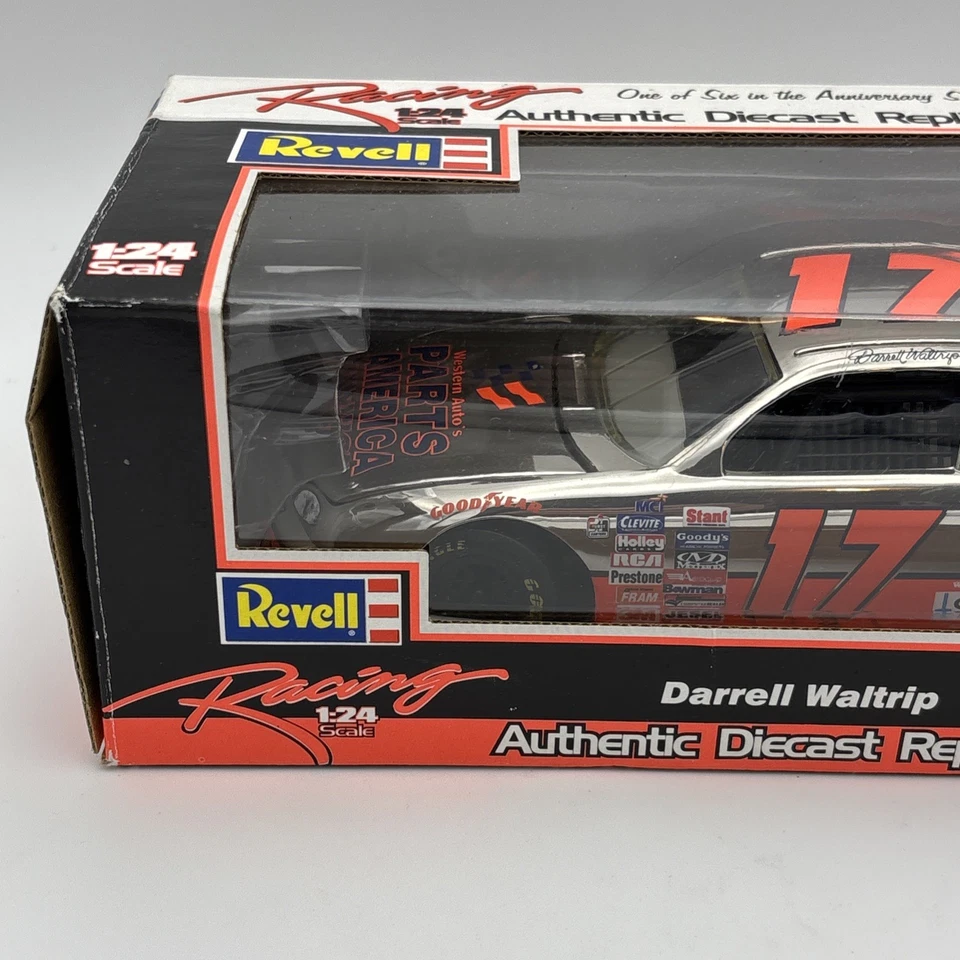 Racing
1:24
Scale
One of Six in the Anniversary
Authentic Diecast
Revell
1:24
Scale
17
Darrell Waltrip
Western Auto's
PARTS
AMERICA
GOODYEAR
MCI
CLEVITE
Stant
Holley
Goody's
RCA
Prestone
FRAM
Bowman
17
Revell
Racing
1:24
Scale
Darrell Waltrip
Authentic Diecast